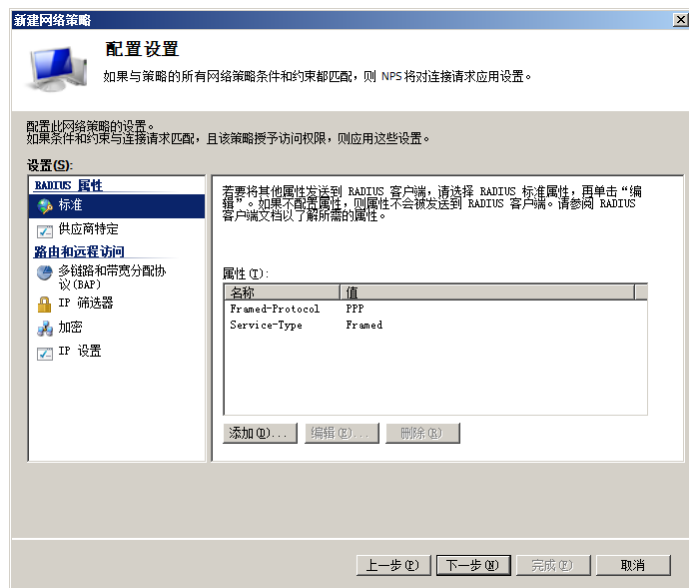 新建网络策略
配置设置
如果与策略的所有网络策略条件和约束都匹配，则 NPS 将对连接请求应用设置。
配置此网络策略的设置。
如果条件和约束与连接请求匹配，且该策略授予访问权限，则应用这些设置。
设置(S):
RADIUS 属性
标准
供应商特定
路由和远程访问
多链路和带宽分配协
议(BAP)
IP 筛选器
加密
IP 设置
若要将其他属性发送到 RADIUS 客户端，请选择 RADIUS 标准属性，再单击“编
辑”。如果不配置属性，则属性不会被发送到 RADIUS 客户端。请参阅 RADIUS
客户端文档以了解所需的属性。
属性(T):
名称 值
Framed-Protocol PPP
Service-Type Framed
添加(D)... 编辑(E)... 删除(R)
上一步(P) 下一步(N) 完成(F) 取消